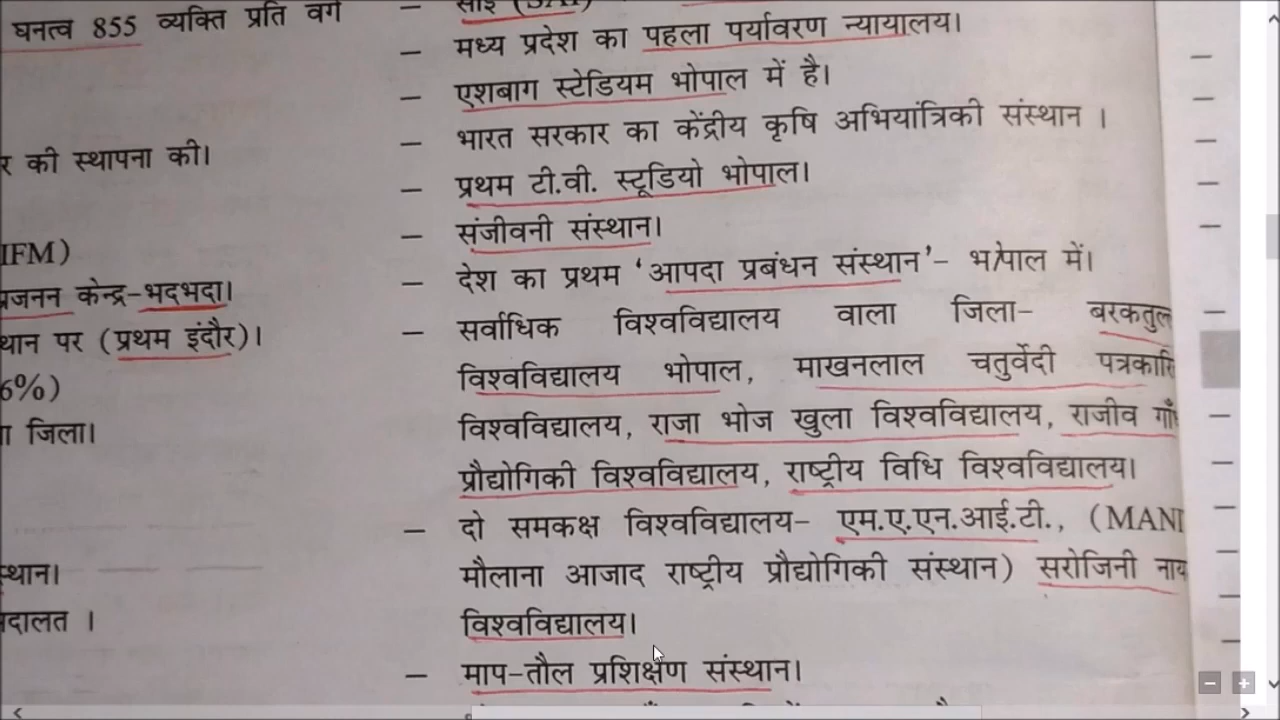 घनत्व 855 व्यक्ति प्रति वर्ग
र की स्थापना की।
IFM)
प्रजनन केन्द्र-भदभदा।
थान पर (प्रथम इंदौर)।
6%)
ा जिला।
स्थान।
मदालत ।
– मध्य प्रदेश का पहला पर्यावरण न्यायालय।
– एशबाग स्टेडियम भोपाल में है।
– भारत सरकार का केंद्रीय कृषि अभियांत्रिकी संस्थान ।
– प्रथम टी.वी. स्टूडियो भोपाल।
– संजीवनी संस्थान।
– देश का प्रथम 'आपदा प्रबंधन संस्थान'- भोपाल में।
– सर्वाधिक विश्वविद्यालय वाला जिला- बरकतुल
विश्वविद्यालय भोपाल, माखनलाल चतुर्वेदी पत्रकारि
विश्वविद्यालय, राजा भोज खुला विश्वविद्यालय, राजीव गाँ
प्रौद्योगिकी विश्वविद्यालय, राष्ट्रीय विधि विश्वविद्यालय।
– दो समकक्ष विश्वविद्यालय- एम.ए.एन.आई.टी., (MANI
मौलाना आजाद राष्ट्रीय प्रौद्योगिकी संस्थान) सरोजिनी नाय
विश्वविद्यालय।
– माप-तौल प्रशिक्षण संस्थान।